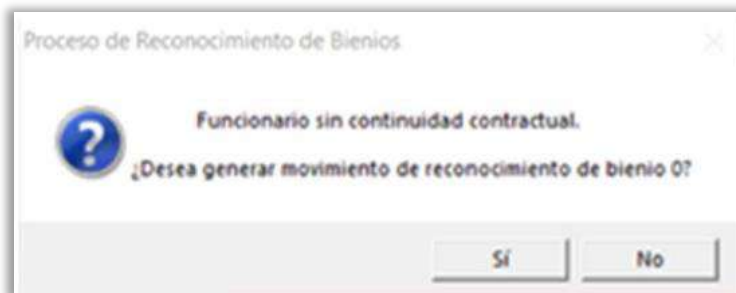 Proceso de Reconocimiento de Bienios
Funcionario sin continuidad contractual.
¿Desea generar movimiento de reconocimiento de bienio 0?
Sí
No